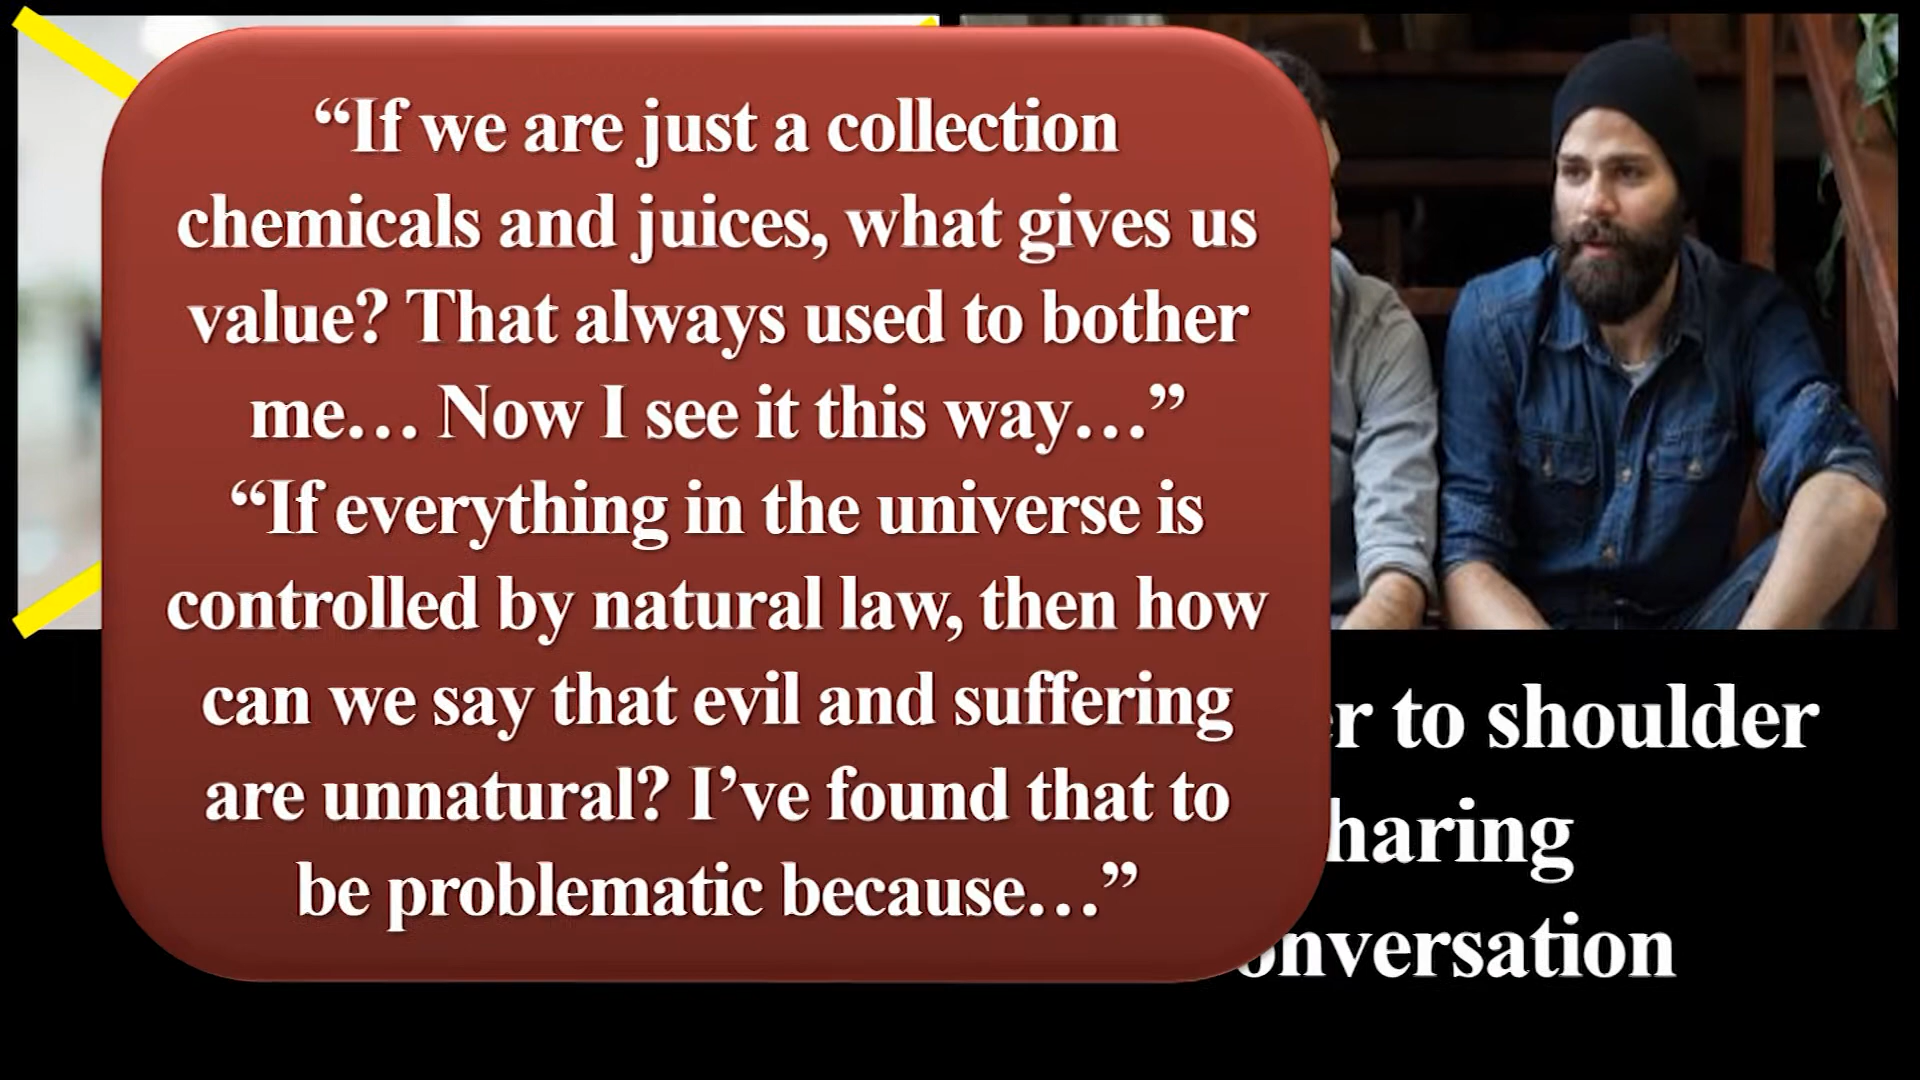 “If we are just a collection
chemicals and juices, what gives us
value? That always used to bother
me… Now I see it this way…”
“If everything in the universe is
controlled by natural law, then how
can we say that evil and suffering
are unnatural? I’ve found that to
be problematic because…”
to shoulder